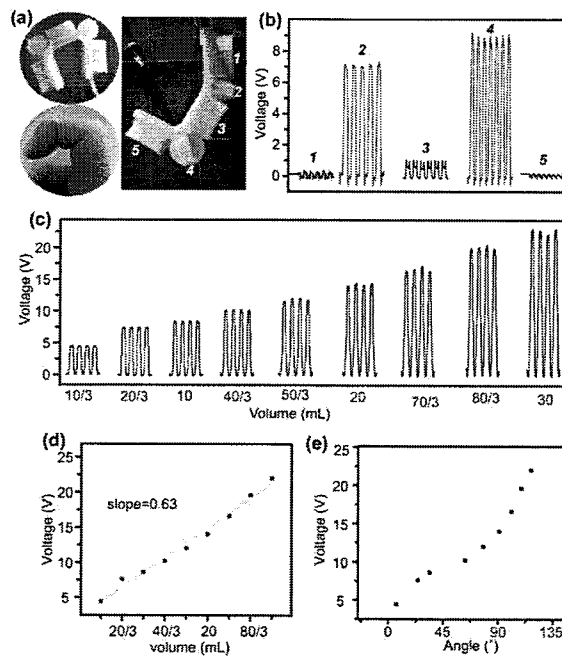 (a)
1
2
3
4
5
(b)
Voltage (V)
8
6
4
2
0
1
2
3
4
5
(c)
Voltage (V)
20
15
10
5
0
10/3 20/3 10 40/3 50/3 20 70/3 80/3 30
Volume (mL)
(d)
Voltage (V)
25
20
15
10
5
slope=0.63
20/3 40/3 20 80/3
volume (mL)
(e)
Voltage (V)
25
20
15
10
5
0 45 90 135
Angle (°)